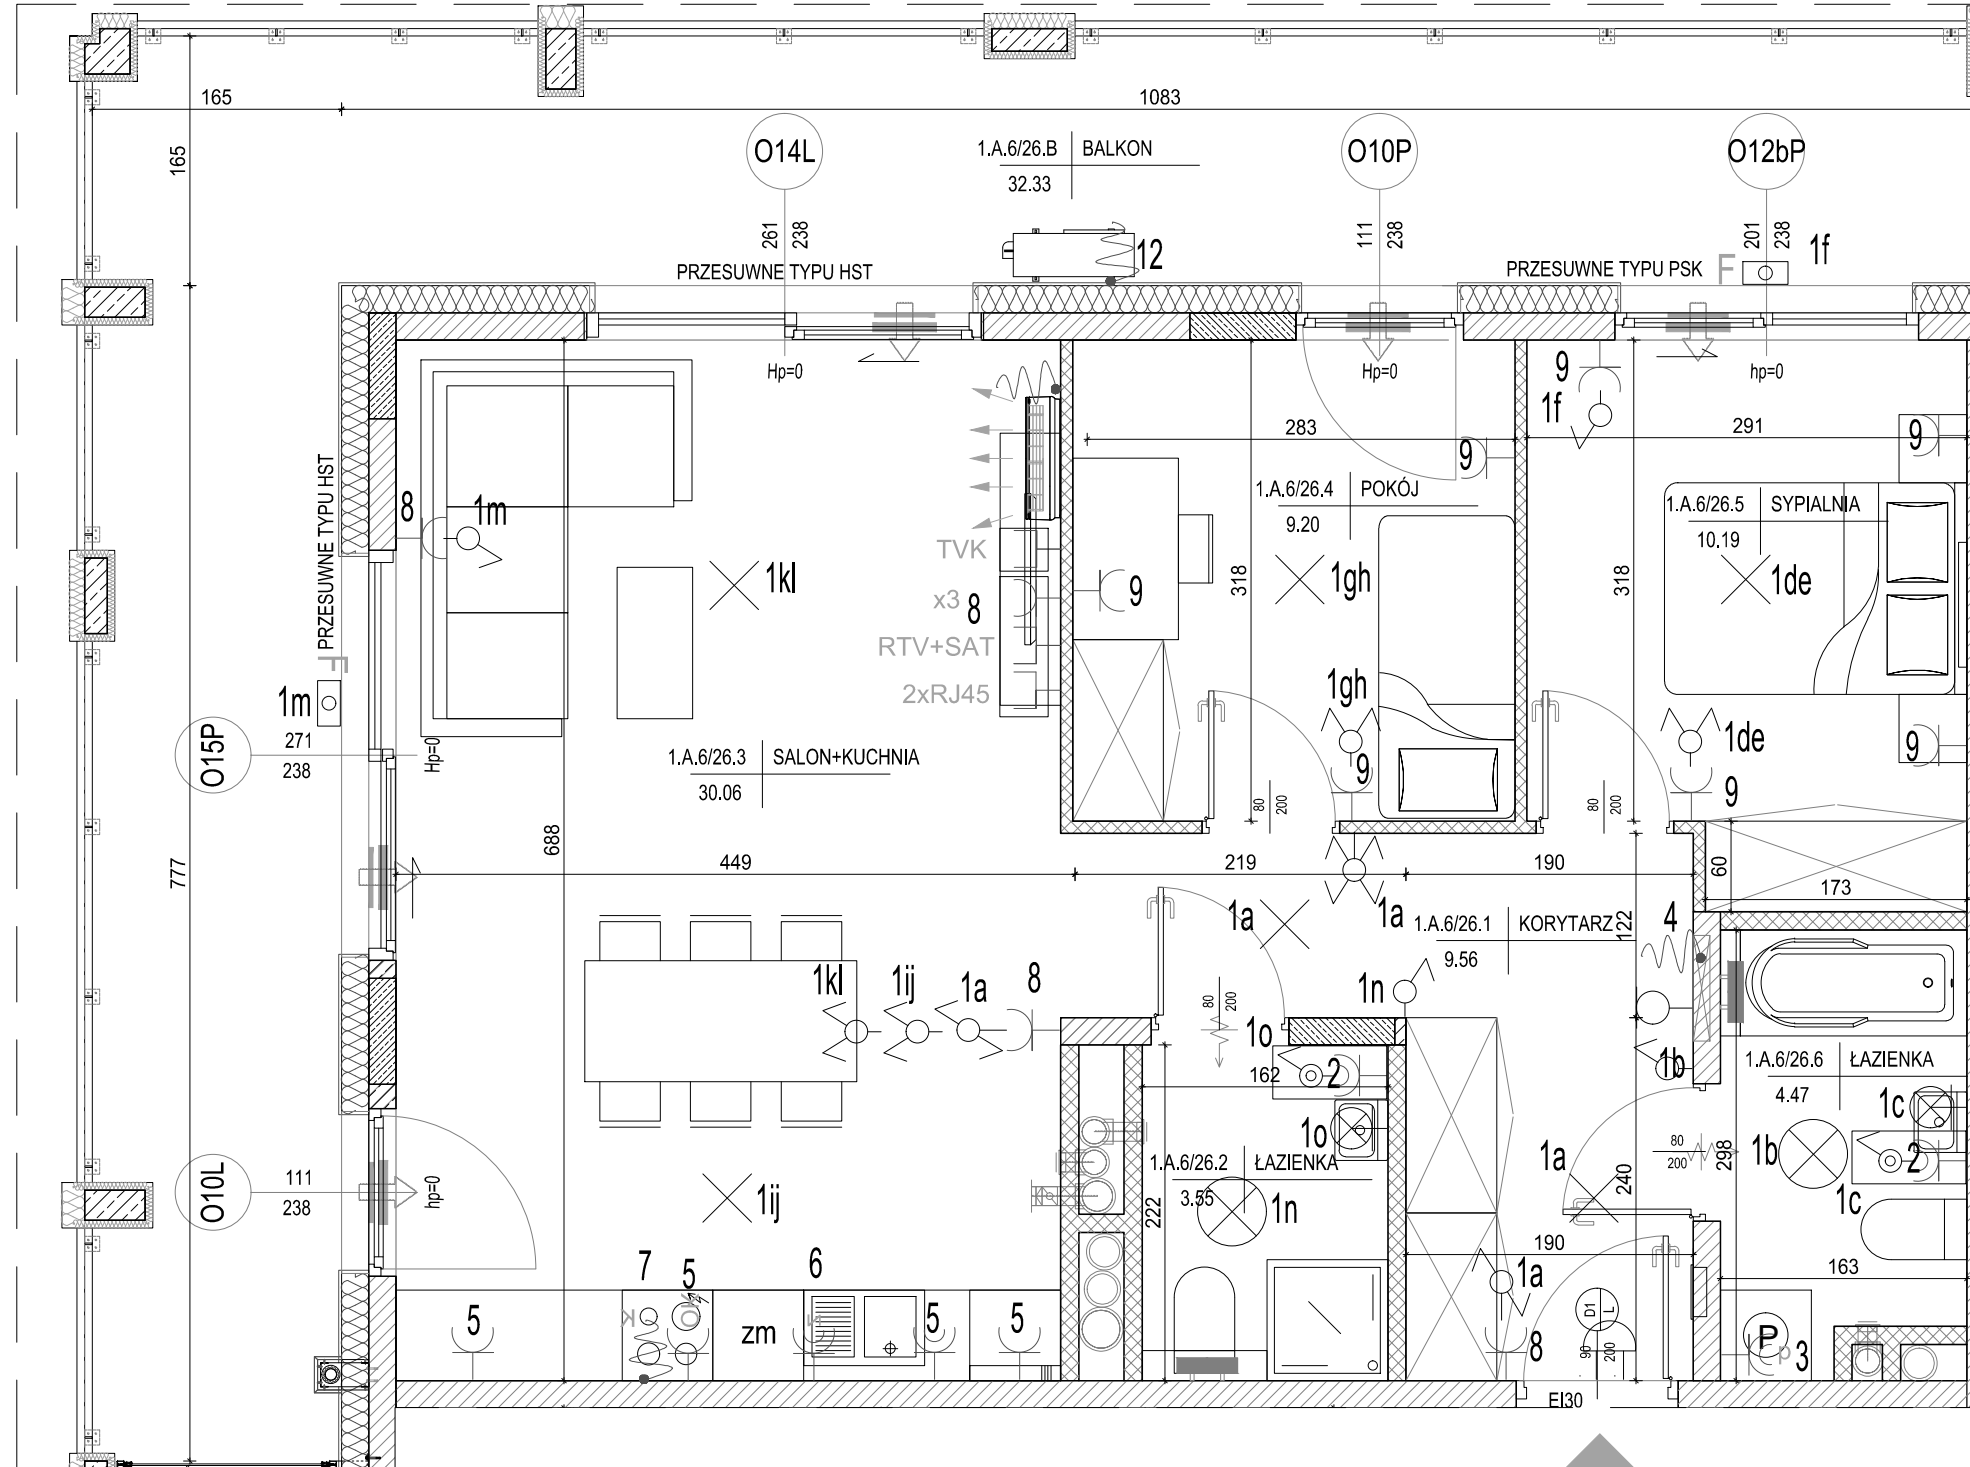 165
1083
165
O14L
1.A.6/26.B BALKON
32.33
O10P
O12bP
261
238
111
238
201
238
F
1f
12
PRZESUWNE TYPU HST
PRZESUWNE TYPU PSK
Hp=0
Hp=0
hp=0
9
1f
283
291
9
9
PRZESUWNE TYPU HST
8
1m
1.A.6/26.4 POKÓJ
9.20
1.A.6/26.5 SYPIALNIA
10.19
TVK
1kl
x3
8
9
318
1gh
318
1de
RTV+SAT
2xRJ45
F
1m
1gh
9
1de
9
9
O15P
271
238
Hp=0
1.A.6/26.3 SALON+KUCHNIA
30.06
80
200
80
200
777
688
449
219
190
60
173
1a
1a
1.A.6/26.1 KORYTARZ
9.56
122
4
1kl
1ij
1a
8
1n
80
200
1o
162
2
1b
1.A.6/26.6 ŁAZIENKA
4.47
1c
1o
1.A.6/26.2 ŁAZIENKA
3.55
1n
222
1a
240
80
200
298
1b
2
1c
O10L
111
238
hp=0
1ij
190
163
7
5
6
1a
D1
L
5
K
zm
5
5
8
90
200
P
p
3
EI30